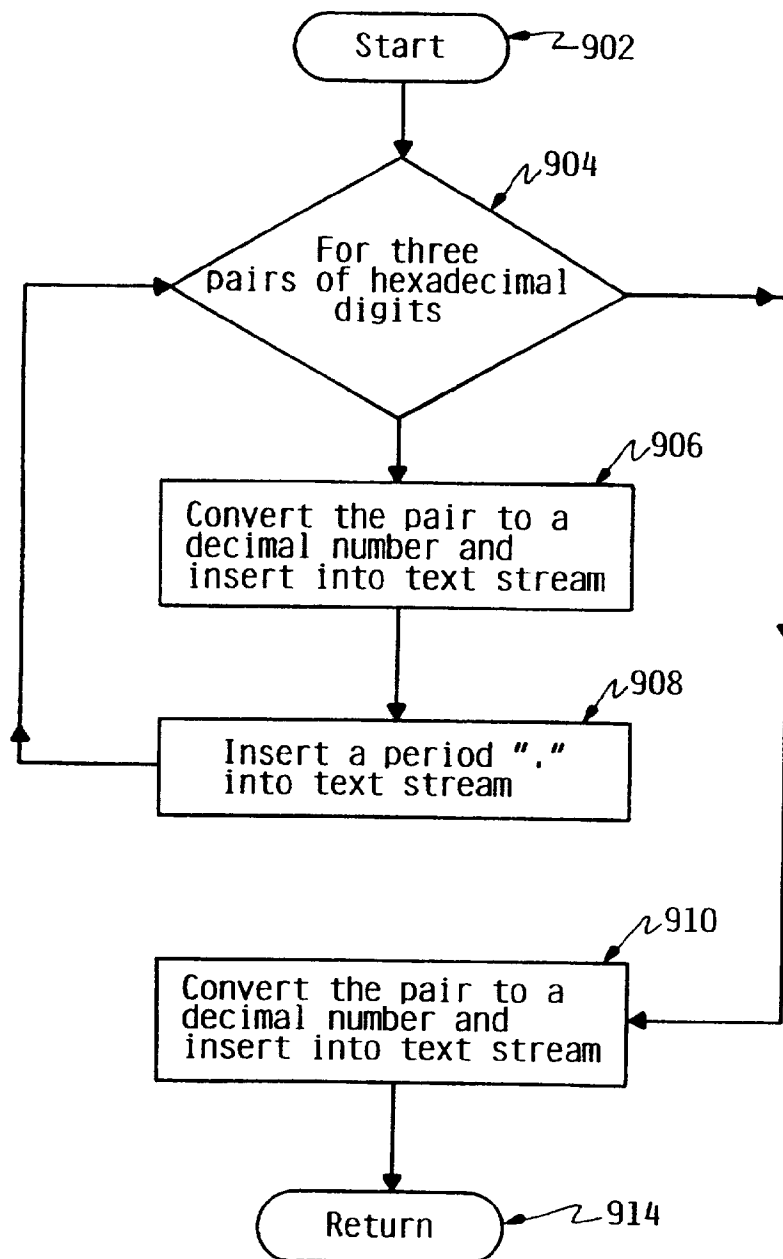 Start
902
904
For three
pairs of hexadecimal
digits
906
Convert the pair to a
decimal number and
insert into text stream
908
Insert a period "."
into text stream
910
Convert the pair to a
decimal number and
insert into text stream
Return
914